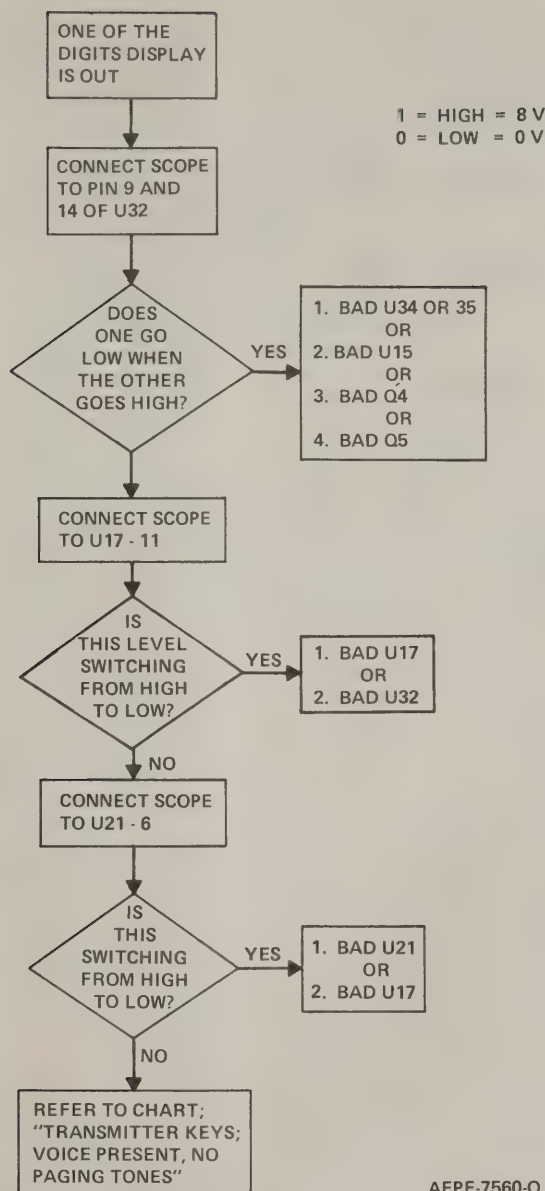 ONE OF THE
DIGITS DISPLAY
IS OUT
1 = HIGH = 8 V
0 = LOW = 0 V
CONNECT SCOPE
TO PIN 9 AND
14 OF U32
DOES
ONE GO
LOW WHEN
THE OTHER
GOES HIGH?
YES
1. BAD U34 OR 35
OR
2. BAD U15
OR
3. BAD Q4
OR
4. BAD Q5
CONNECT SCOPE
TO U17 - 11
IS
THIS LEVEL
SWITCHING
FROM HIGH
TO LOW?
YES
1. BAD U17
OR
2. BAD U32
NO
CONNECT SCOPE
TO U21 - 6
IS
THIS
SWITCHING
FROM HIGH
TO LOW?
YES
1. BAD U21
OR
2. BAD U17
NO
REFER TO CHART;
"TRANSMITTER KEYS;
VOICE PRESENT, NO
PAGING TONES"
AEPF-7560-O